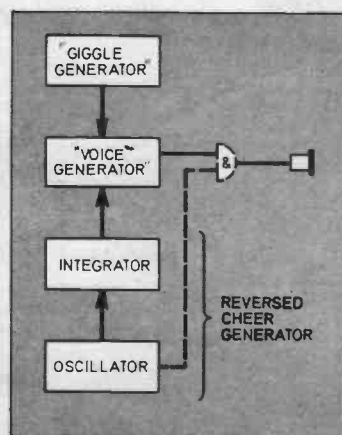 "GIGGLE
GENERATOR"
"VOICE"
GENERATOR"
&
INTEGRATOR
REVERSED
CHEER
GENERATOR
OSCILLATOR